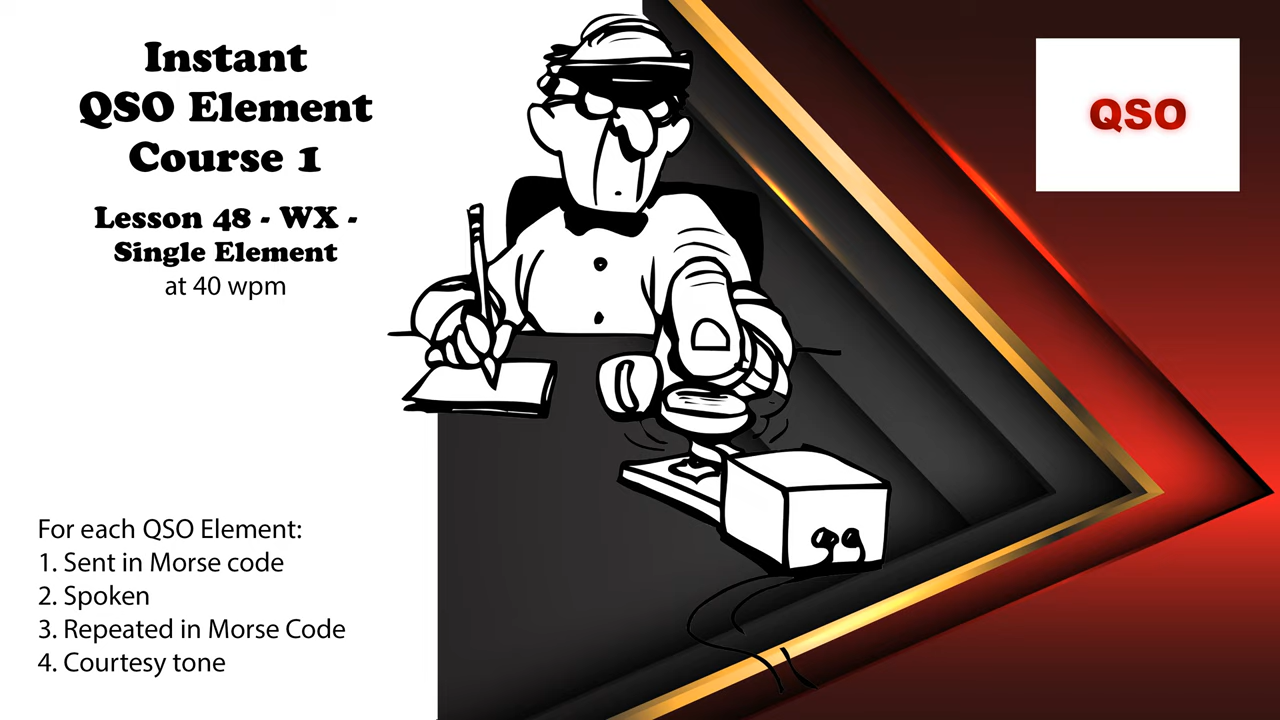 Instant
QSO Element
Course 1
Lesson 48 - WX -
Single Element
at 40 wpm
QSO
For each QSO Element:
1. Sent in Morse code
2. Spoken
3. Repeated in Morse Code
4. Courtesy tone